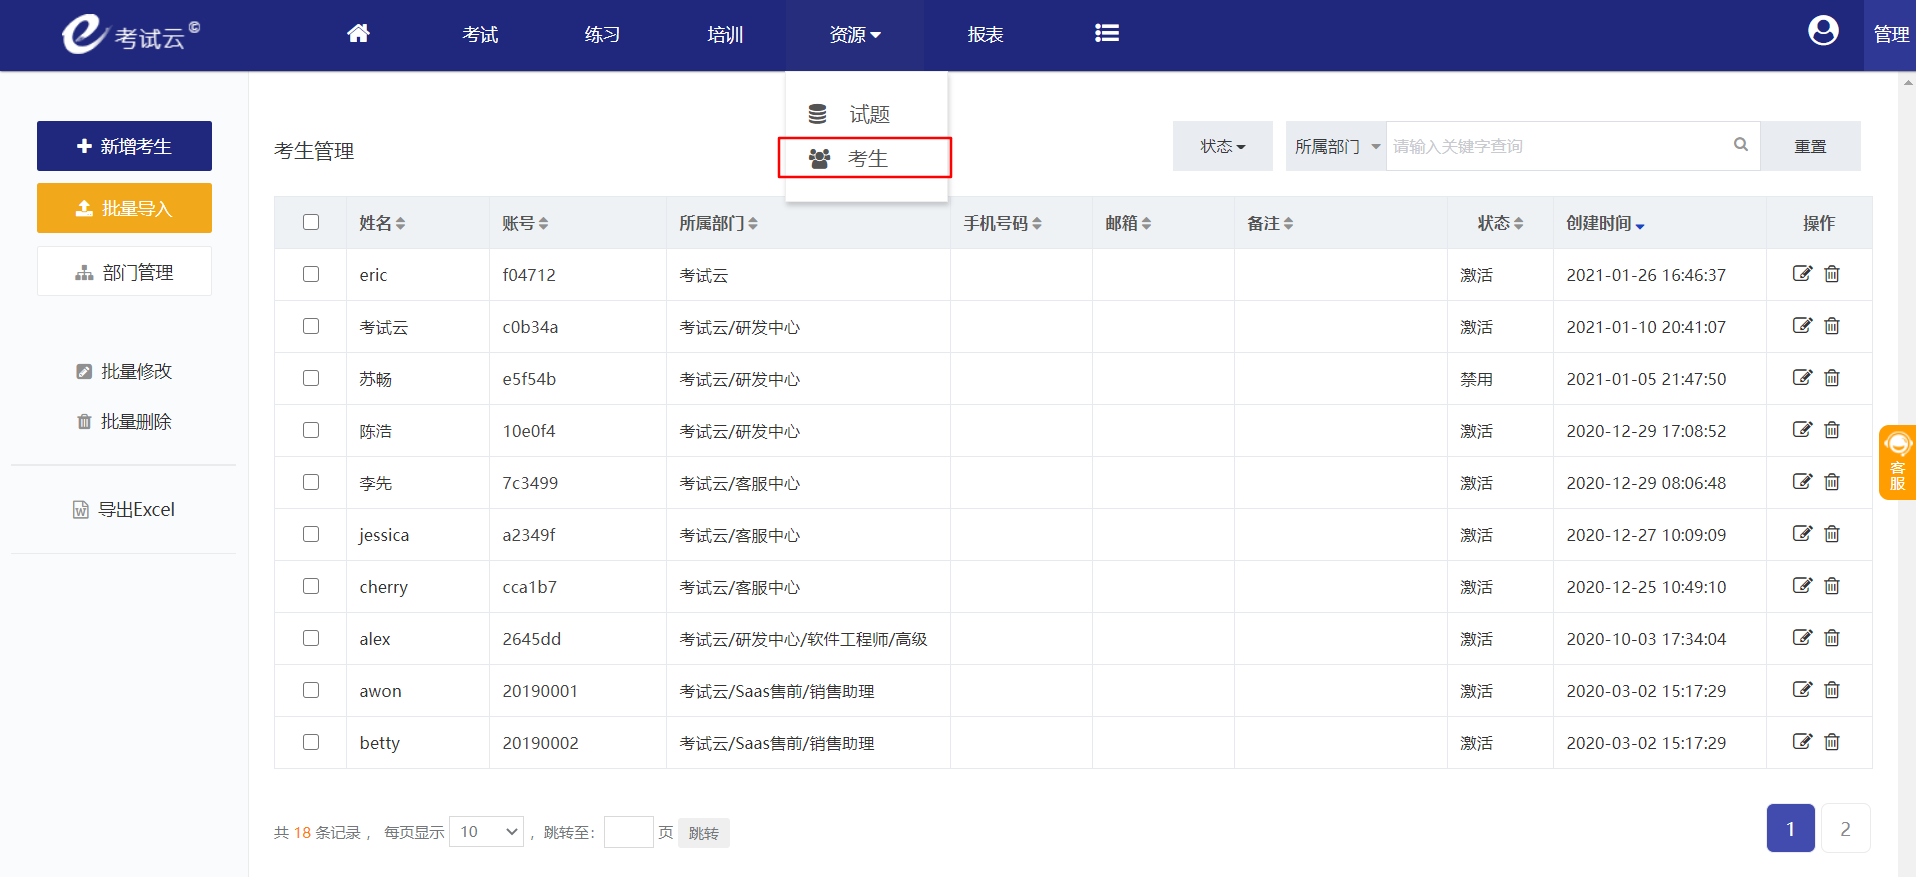 考试云©
考试 练习 培训 资源 报表 管理
试题
考生
新增考生
批量导入
部门管理
批量修改
批量删除
导出Excel
考生管理
状态 所属部门 请输入关键字查询 重置
姓名 账号 所属部门 手机号码 邮箱 备注 状态 创建时间 操作
eric f04712 考试云 激活 2021-01-26 16:46:37
考试云 c0b34a 考试云/研发中心 激活 2021-01-10 20:41:07
苏畅 e5f54b 考试云/研发中心 禁用 2021-01-05 21:47:50
陈浩 10e0f4 考试云/研发中心 激活 2020-12-29 17:08:52
李先 7c3499 考试云/客服中心 激活 2020-12-29 08:06:48
jessica a2349f 考试云/客服中心 激活 2020-12-27 10:09:09
cherry cca1b7 考试云/客服中心 激活 2020-12-25 10:49:10
alex 2645dd 考试云/研发中心/软件工程师/高级 激活 2020-10-03 17:34:04
awon 20190001 考试云/Saas售前/销售助理 激活 2020-03-02 15:17:29
betty 20190002 考试云/Saas售前/销售助理 激活 2020-03-02 15:17:29
客服
共 18 条记录， 每页显示 10 ，跳转至： 页 跳转
1 2